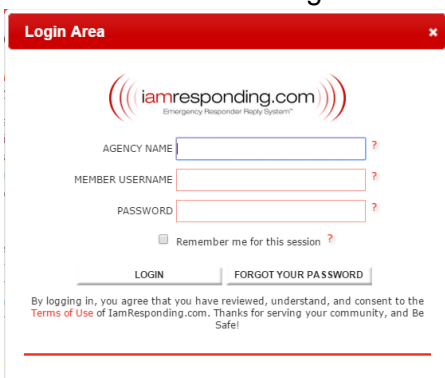 Login Area ×
iamresponding.com
Emergency Responder Reply System™
AGENCY NAME ?
MEMBER USERNAME ?
PASSWORD ?
Remember me for this session ?
LOGIN FORGOT YOUR PASSWORD
By logging in, you agree that you have reviewed, understand, and consent to the
Terms of Use of IamResponding.com. Thanks for serving your community, and Be
Safe!